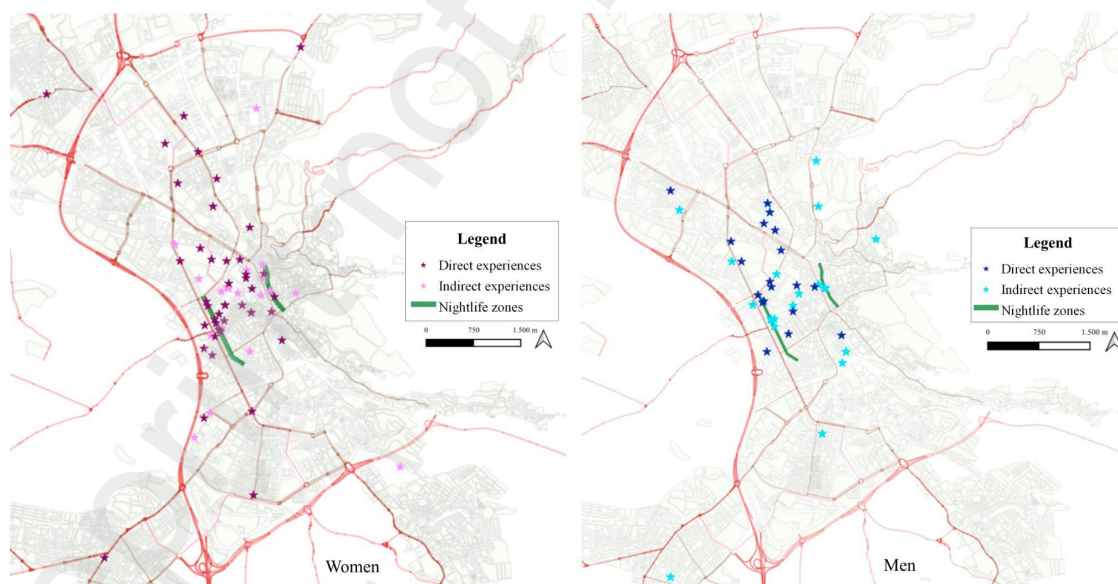 Legend
Direct experiences
Indirect experiences
Nightlife zones
0 750 1.500 m
Women
Legend
Direct experiences
Indirect experiences
Nightlife zones
0 750 1.500 m
Men